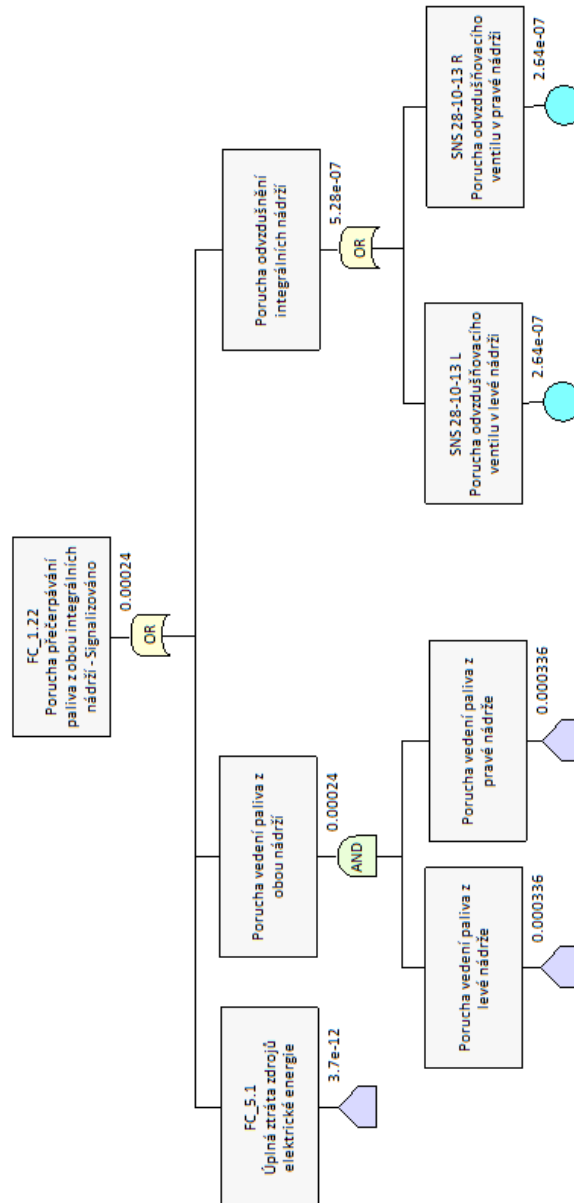 FC_1.22
Porucha přečerpávání
paliva z obou integrálních
nádrží - Signalizováno
0.00024
OR
FC_5.1
Úplná ztráta zdrojů
elektrické energie
3.7e-12
Porucha vedení paliva z
obou nádrží
0.00024
AND
Porucha odvzdušnění
integrálních nádrží
5.28e-07
OR
Porucha vedení paliva z
levé nádrže
0.000336
Porucha vedení paliva z
pravé nádrže
0.000336
SNS 28-10-13 L
Porucha odvzdušňovacího
ventilu v levé nádrži
2.64e-07
SNS 28-10-13 R
Porucha odvzdušňovacího
ventilu v pravé nádrži
2.64e-07